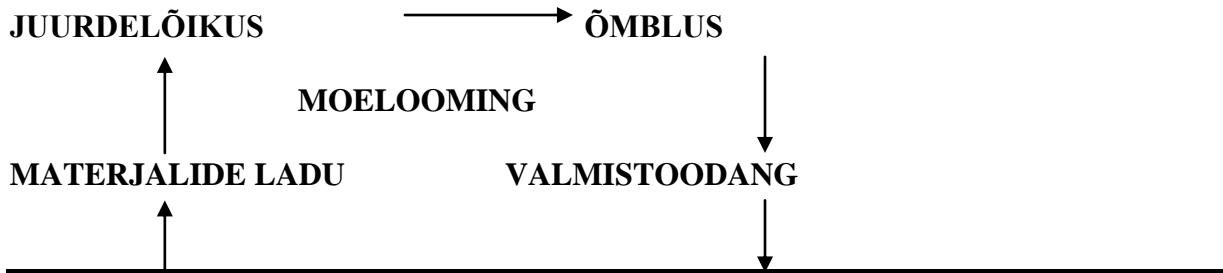 JUURDELÕIKUS ÕMBLUS
MOELOOMING
MATERJALIDE LADU VALMISTOODANG